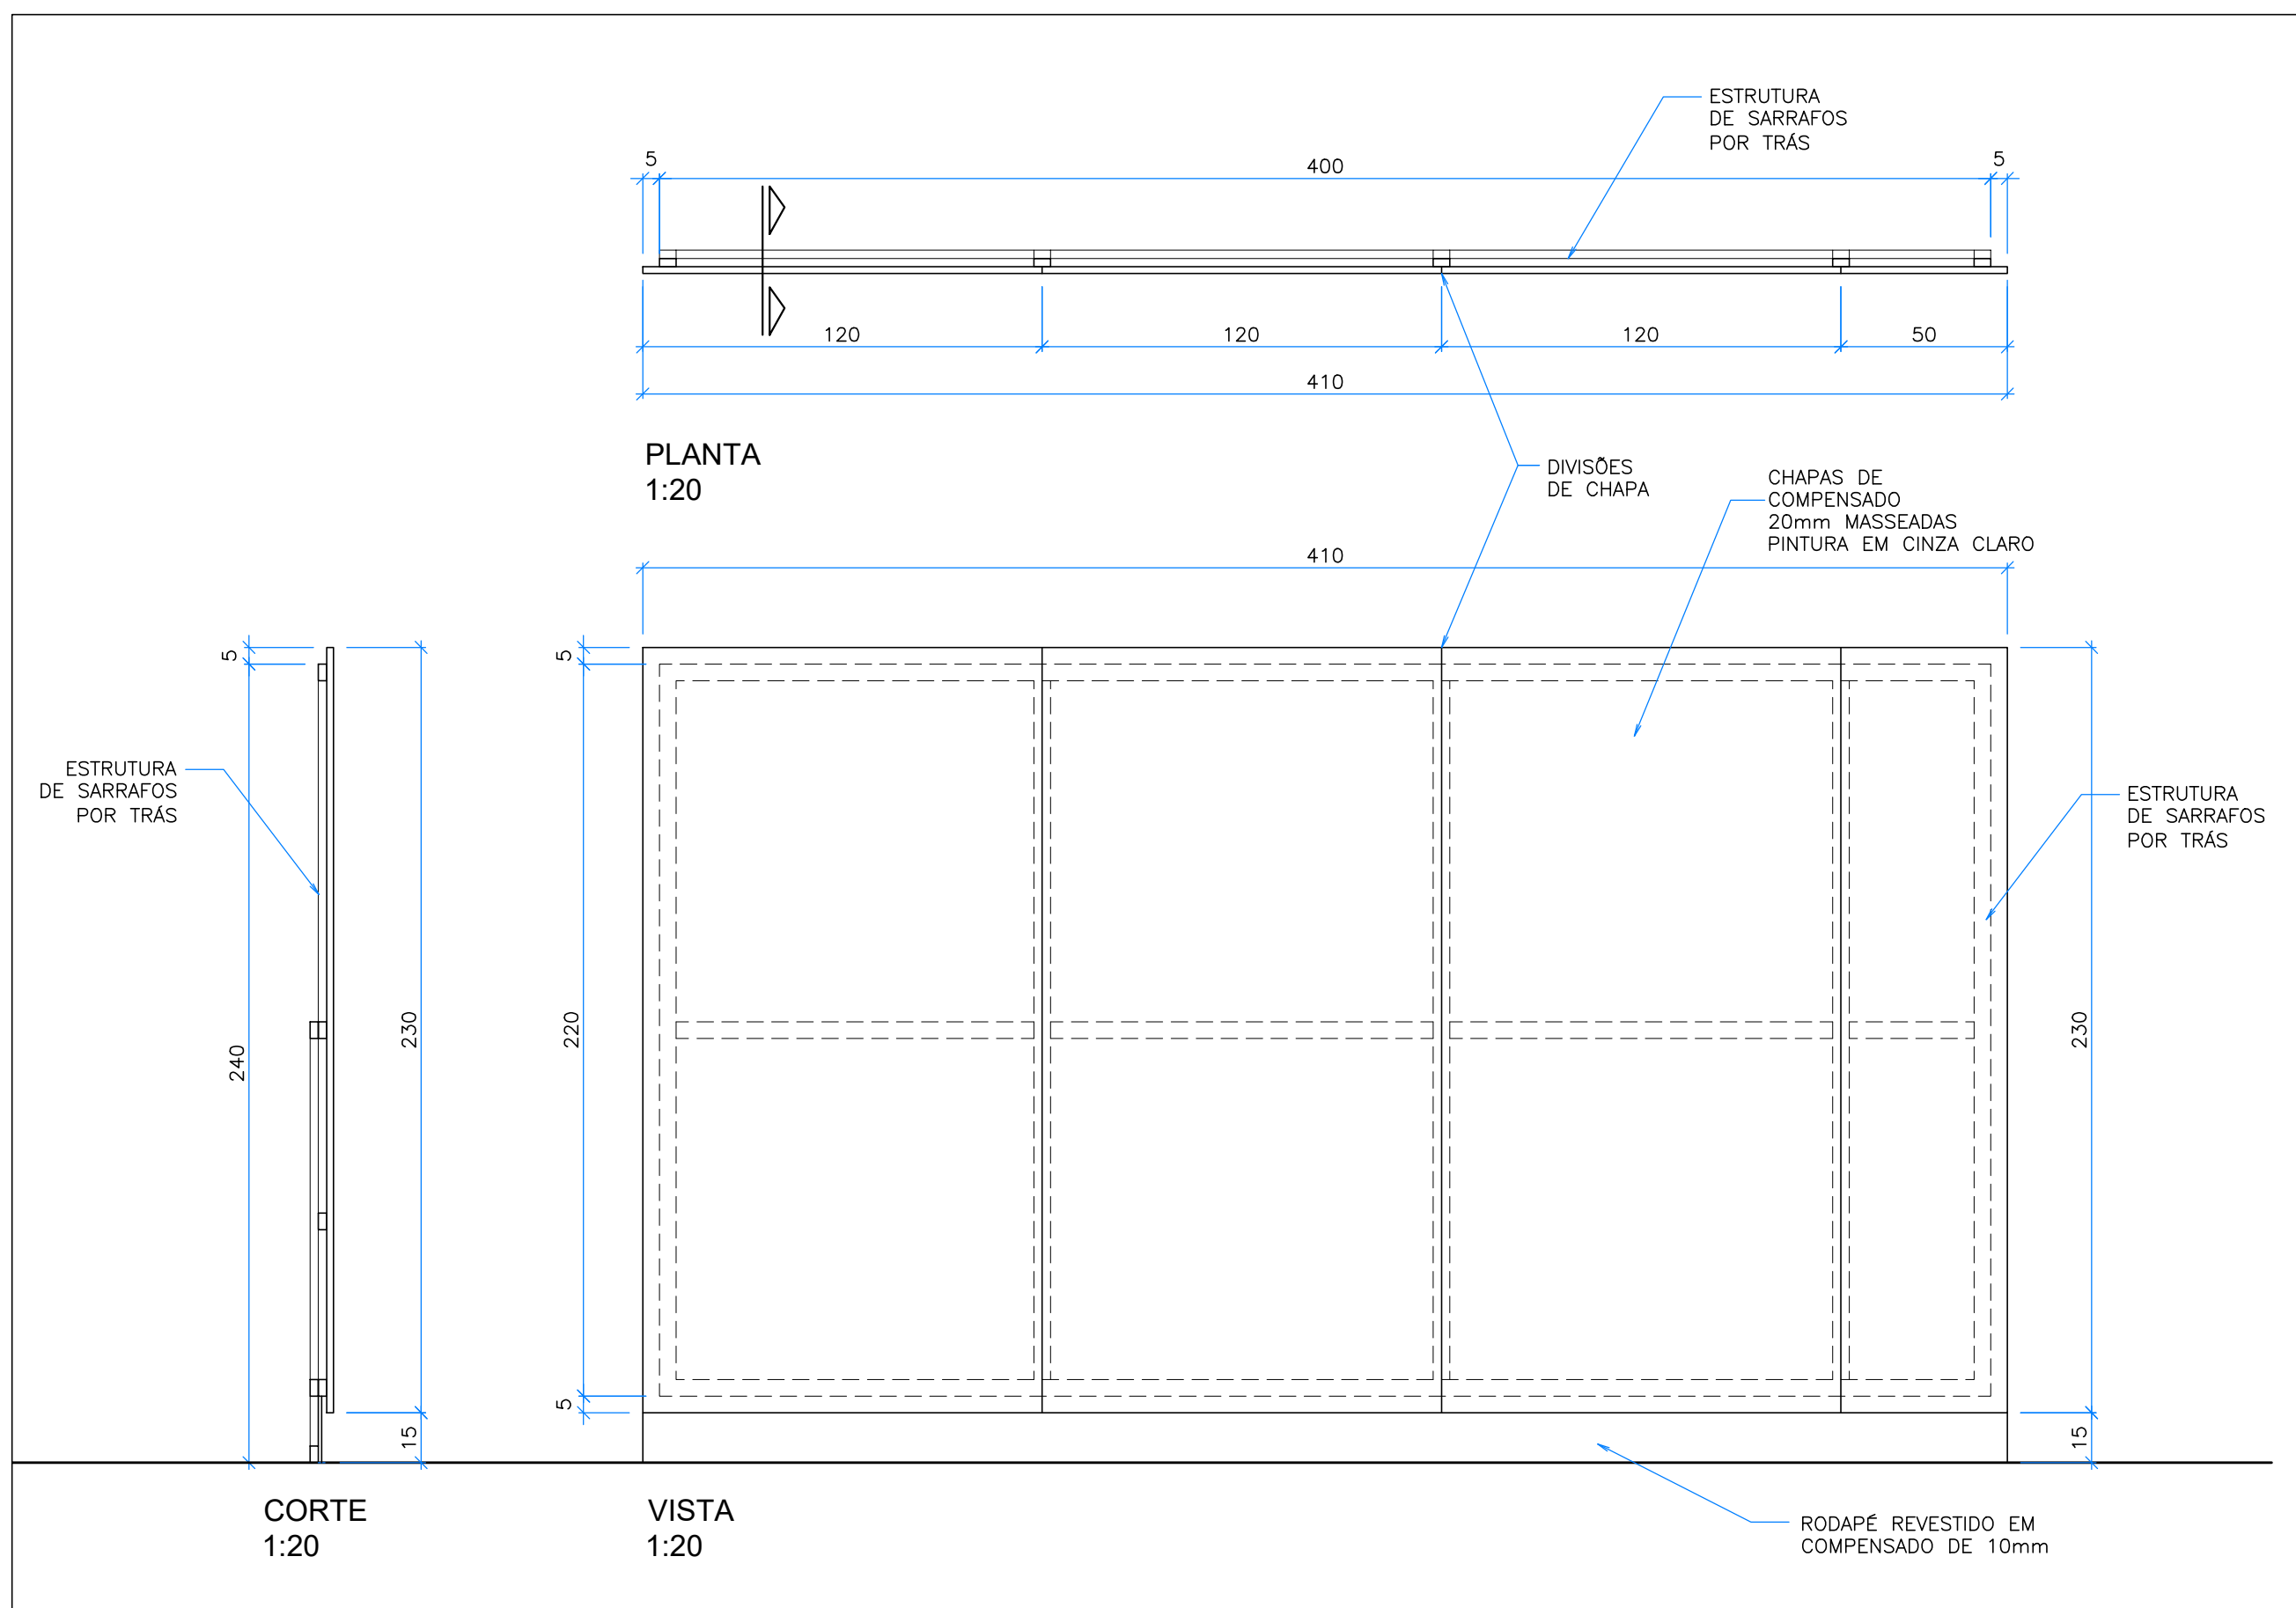 ESTRUTURA
DE SARRAFOS
POR TRÁS
5
400
5
120
120
120
50
410
PLANTA
1:20
DIVISÕES
DE CHAPA
CHAPAS DE
COMPENSADO
20mm MASSEADAS
PINTURA EM CINZA CLARO
410
5
240
230
15
ESTRUTURA
DE SARRAFOS
POR TRÁS
5
220
5
230
15
ESTRUTURA
DE SARRAFOS
POR TRÁS
CORTE
1:20
VISTA
1:20
RODAPÉ REVESTIDO EM
COMPENSADO DE 10mm